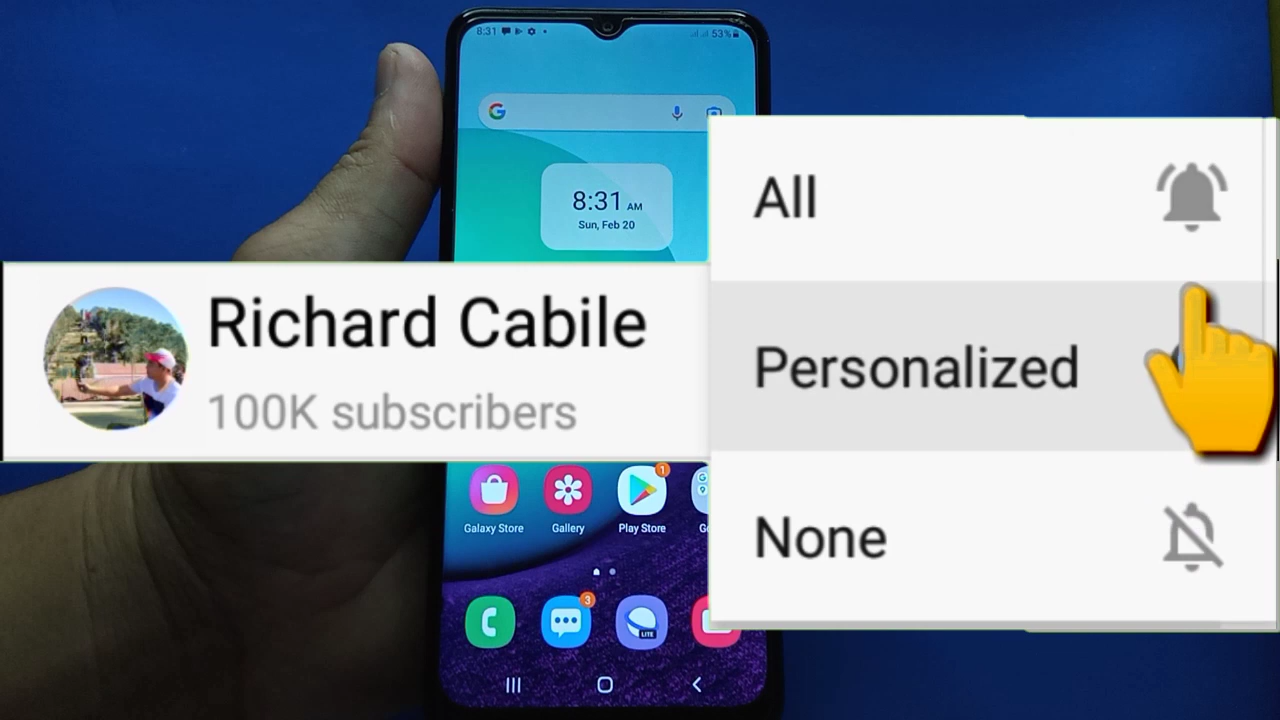 8:31
53%
8:31 AM
Sun, Feb 20
All
Richard Cabile
100K subscribers
Personalized
1
Galaxy Store
Gallery
Play Store
None
3
LITE